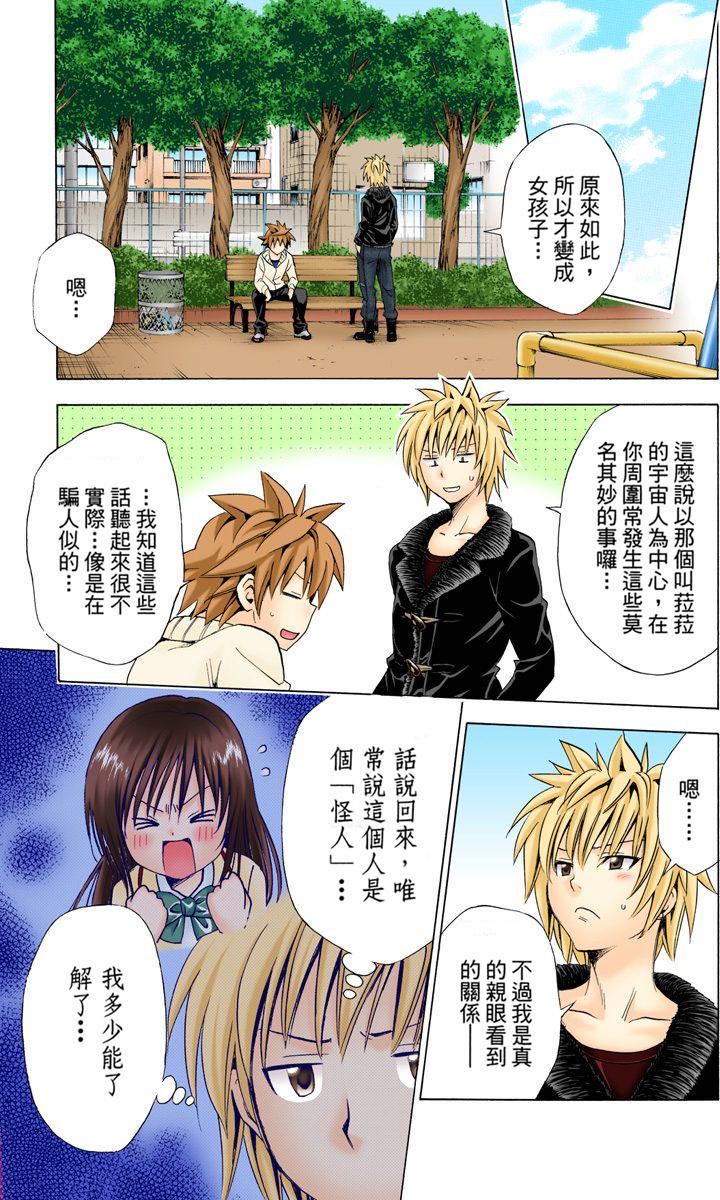 原來如此，
所以才變成
女孩子…
嗯…
這麼說以那個叫菈菈
的宇宙人為中心，在
你周圍常發生這些莫
名其妙的事囉…
…我知道這些
話聽起來很不
實際…像是在
騙人似的…
嗯……
不過我是真
的親眼看到
的關係——
話說回來，唯
常說這個人是
個「怪人」…
我多少能了
解了…